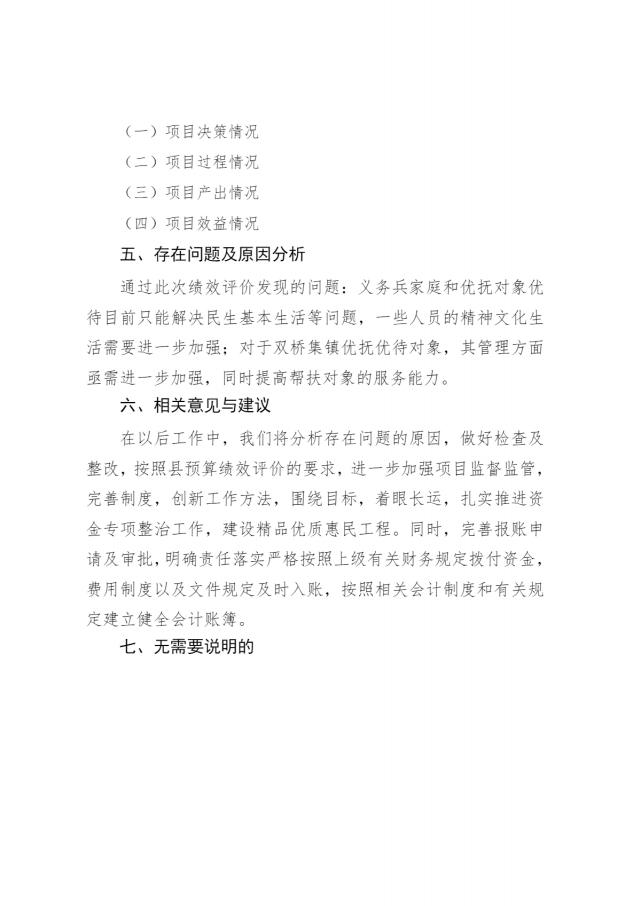 （一）项目决策情况
（二）项目过程情况
（三）项目产出情况
（四）项目效益情况
五、存在问题及原因分析
通过此次绩效评价发现的问题：义务兵家庭和优抚对象优
待目前只能解决民生基本生活等问题，一些人员的精神文化生
活需要进一步加强；对于双桥集镇优抚优待对象，其管理方面
亟需进一步加强，同时提高帮扶对象的服务能力。
六、相关意见与建议
在以后工作中，我们将分析存在问题的原因，做好检查及
整改，按照县预算绩效评价的要求，进一步加强项目监督监管，
完善制度，创新工作方法，围绕目标，着眼长运，扎实推进资
金专项整治工作，建设精品优质惠民工程。同时，完善报账申
请及审批，明确责任落实严格按照上级有关财务规定拨付资金，
费用制度以及文件规定及时入账，按照相关会计制度和有关规
定建立健全会计账簿。
七、无需要说明的